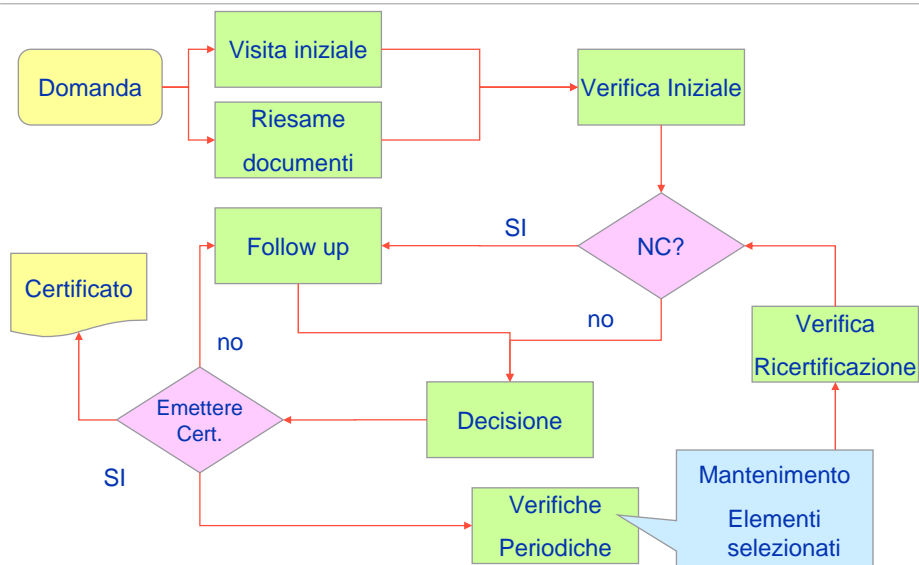 Visita iniziale
Domanda
Verifica Iniziale
Riesame
documenti
SI
Follow up
NC?
Certificato
no
no
Verifica
Ricertificazione
Emettere
Cert.
Decisione
SI
Mantenimento
Elementi
selezionati
Verifiche
Periodiche